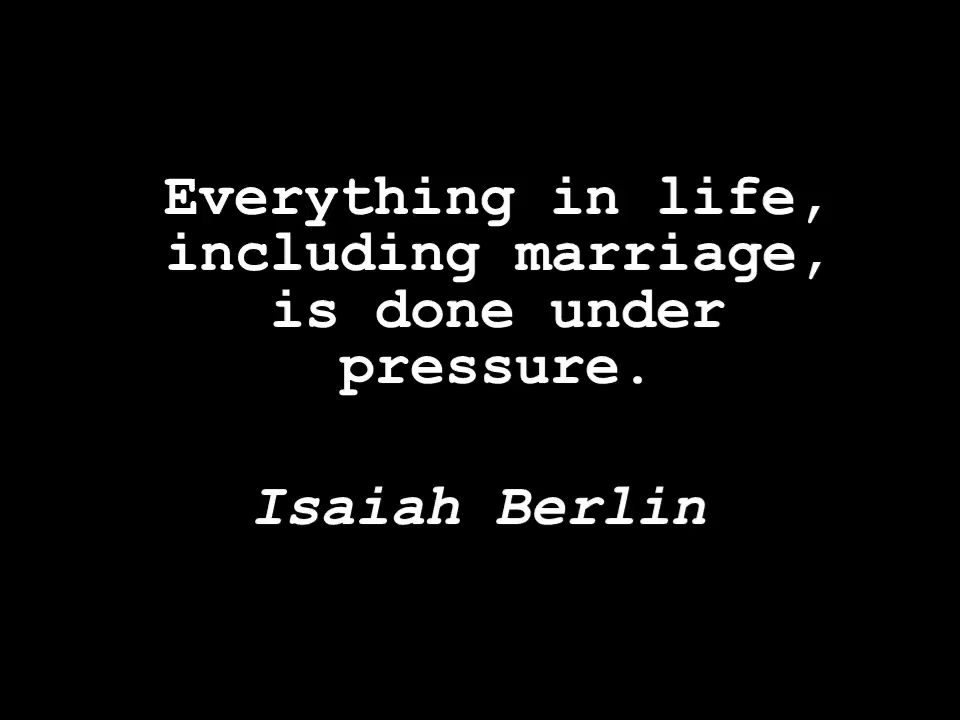 Everything in life,
including marriage,
is done under
pressure.
Isaiah Berlin